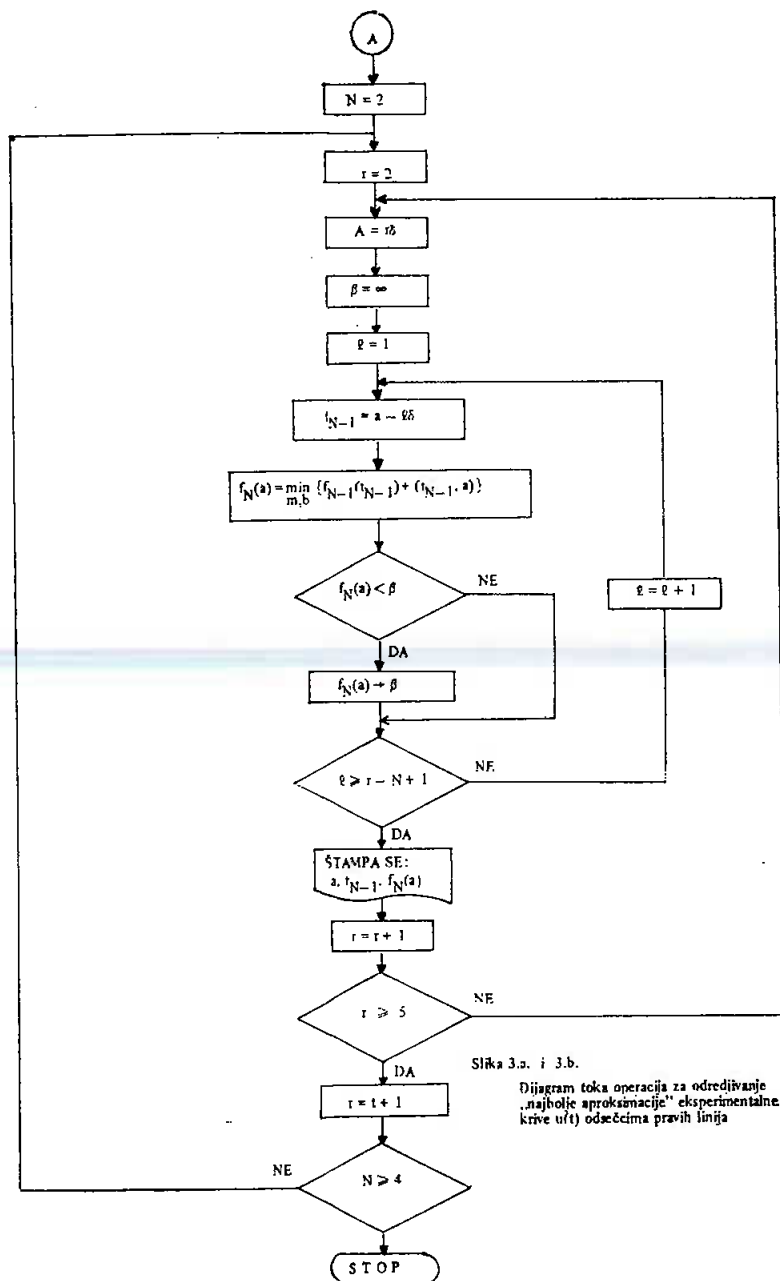 A
N = 2
r = 2
A = rδ
β = ∞
ℓ = 1
t_{N-1} = a - ℓδ
f_N(a) = min_{m,b} {f_{N-1}(t_{N-1}) + (t_{N-1}, a)}
f_N(a) < β
NE
DA
f_N(a) → β
ℓ = ℓ + 1
ℓ ⩾ r - N + 1
NE
DA
ŠTAMPA SE:
a, t_{N-1}, f_N(a)
r = r + 1
r ⩾ 5
NE
DA
r = t + 1
N ⩾ 4
NE
STOP
Slika 3.a. i 3.b.
Dijagram toka operacija za odredjivanje
„najbolje aproksimacije” eksperimentalne
krive u(t) odsečcima pravih linija